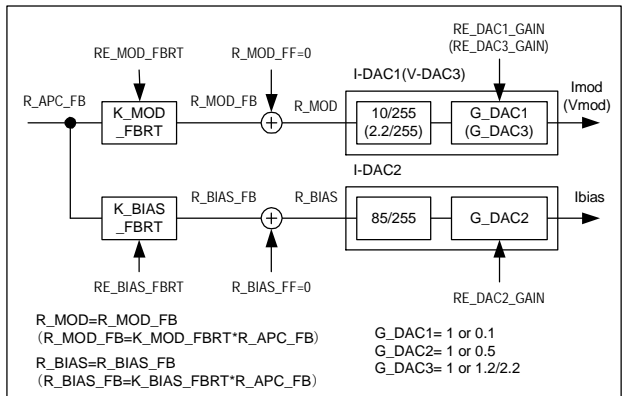 RE_DAC1_GAIN
(RE_DAC3_GAIN)
RE_MOD_FBRT
R_MOD_FF=0
I-DAC1(V-DAC3)
Imod
(Vmod)
R_APC_FB
K_MOD
_FBRT
R_MOD_FB
R_MOD
10/255
(2.2/255)
G_DAC1
(G_DAC3)
I-DAC2
K_BIAS
_FBRT
R_BIAS_FB
R_BIAS
85/255
G_DAC2
Ibias
RE_BIAS_FBRT
R_BIAS_FF=0
RE_DAC2_GAIN
R_MOD=R_MOD_FB
(R_MOD_FB=K_MOD_FBRT*R_APC_FB)
R_BIAS=R_BIAS_FB
(R_BIAS_FB=K_BIAS_FBRT*R_APC_FB)
G_DAC1= 1 or 0.1
G_DAC2= 1 or 0.5
G_DAC3= 1 or 1.2/2.2